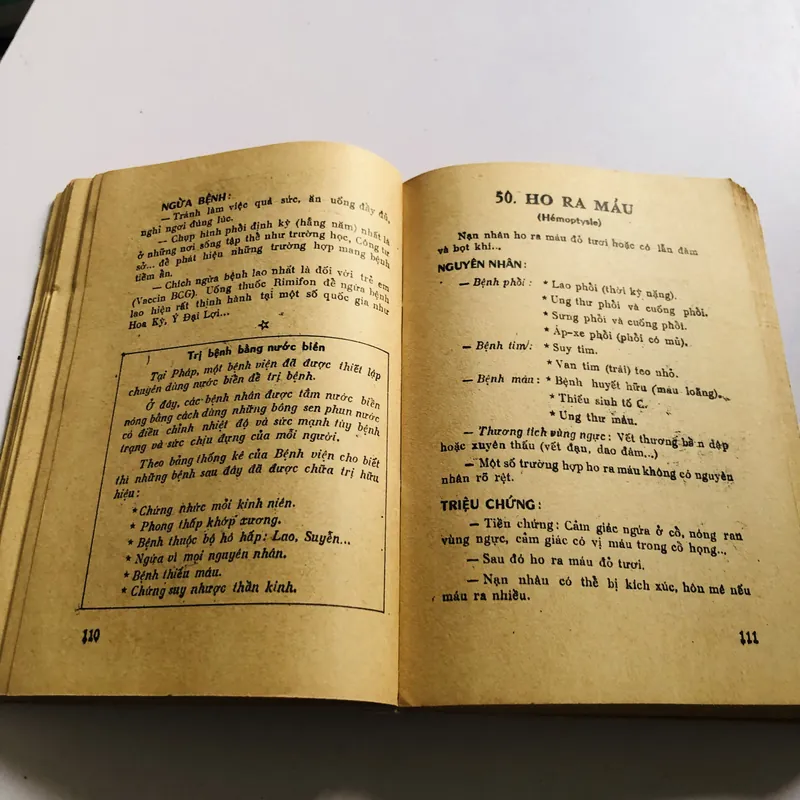 NGỪA BỆNH :
— Tránh làm việc quá sức, ăn uống đầy đủ,
nghỉ ngơi đúng lúc.
— Chụp hình phổi định kỳ (hằng năm) nhất là
ở những nơi sống tập thể như trường học, Công tư
sở... để phát hiện những trường hợp mang bệnh
tiềm ẩn.
— Chích ngừa bệnh lao nhất là đối với trẻ em
(Vaccin BCG). Uống thuốc Rimifon để ngừa bệnh
lao hiện rất thịnh hành tại một số quốc gia như
Hoa Kỳ, Ý Đại Lợi...
Trị bệnh bằng nước biển
Tại Pháp, một bệnh viện đã được thiết lập
chuyên dùng nước biển để trị bệnh.
Ở đây, các bệnh nhân được tắm nước biển
nóng bằng cách dùng những bóng sen phun nước
có điều chỉnh nhiệt độ và sức mạnh tùy bệnh
trạng và sức chịu đựng của mỗi người.
Theo bảng thống kê của Bệnh viện cho biết
thì những bệnh sau đây đã được chữa trị hữu
hiệu :
* Chứng nhức mỏi kinh niên.
* Phong thấp khớp xương.
* Bệnh thuộc bộ hô hấp: Lao, Suyễn...
* Ngứa vì mọi nguyên nhân.
* Bệnh thiếu máu.
* Chứng suy nhược thần kinh.
110
50. HO RA MÁU
(Hémoptysie)
Nạn nhân ho ra máu đỏ tươi hoặc có lẫn đàm
và bọt khí...
NGUYÊN NHÂN :
— Bệnh phổi : * Lao phổi (thời kỳ nặng).
* Ung thư phổi và cuống phổi.
* Sưng phổi và cuống phổi.
* Áp-xe phổi (phổi có mủ).
— Bệnh tim : * Suy tim.
* Van tim (trái) teo nhỏ.
— Bệnh máu : * Bệnh huyết hữu (máu loãng).
* Thiếu sinh tố C.
* Ung thư máu.
— Thương tích vùng ngực : Vết thương bầm dập
hoặc xuyên thấu (vết đạn, dao đâm...)
— Một số trường hợp ho ra máu không có nguyên
nhân rõ rệt.
TRIỆU CHỨNG :
— Tiền chứng : Cảm giác ngứa ở cổ, nóng ran
vùng ngực, cảm giác có vị máu trong cổ họng...
— Sau đó ho ra máu đỏ tươi.
— Nạn nhâu có thể bị kích xúc, hôn mê nếu
máu ra nhiều.
111